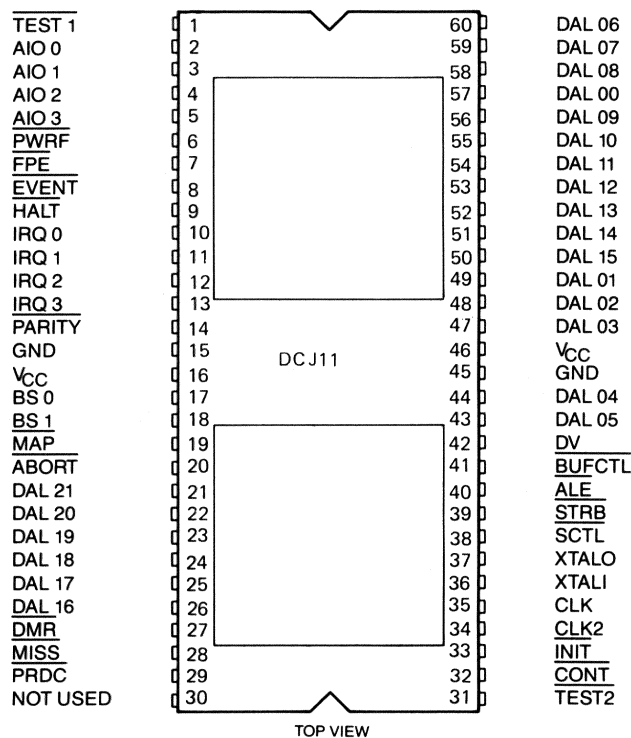 TEST 1 1 60 DAL 06
AIO 0 2 59 DAL 07
AIO 1 3 58 DAL 08
AIO 2 4 57 DAL 00
AIO 3 5 56 DAL 09
PWRF 6 55 DAL 10
FPE 7 54 DAL 11
EVENT 8 53 DAL 12
HALT 9 52 DAL 13
IRQ 0 10 51 DAL 14
IRQ 1 11 50 DAL 15
IRQ 2 12 49 DAL 01
IRQ 3 13 48 DAL 02
PARITY 14 47 DAL 03
GND 15 46 VCC
DCJ11
VCC 16 45 GND
BS 0 17 44 DAL 04
BS 1 18 43 DAL 05
MAP 19 42 DV
ABORT 20 41 BUFCTL
DAL 21 21 40 ALE
DAL 20 22 39 STRB
DAL 19 23 38 SCTL
DAL 18 24 37 XTALO
DAL 17 25 36 XTALI
DAL 16 26 35 CLK
DMR 27 34 CLK2
MISS 28 33 INIT
PRDC 29 32 CONT
NOT USED 30 31 TEST2
TOP VIEW